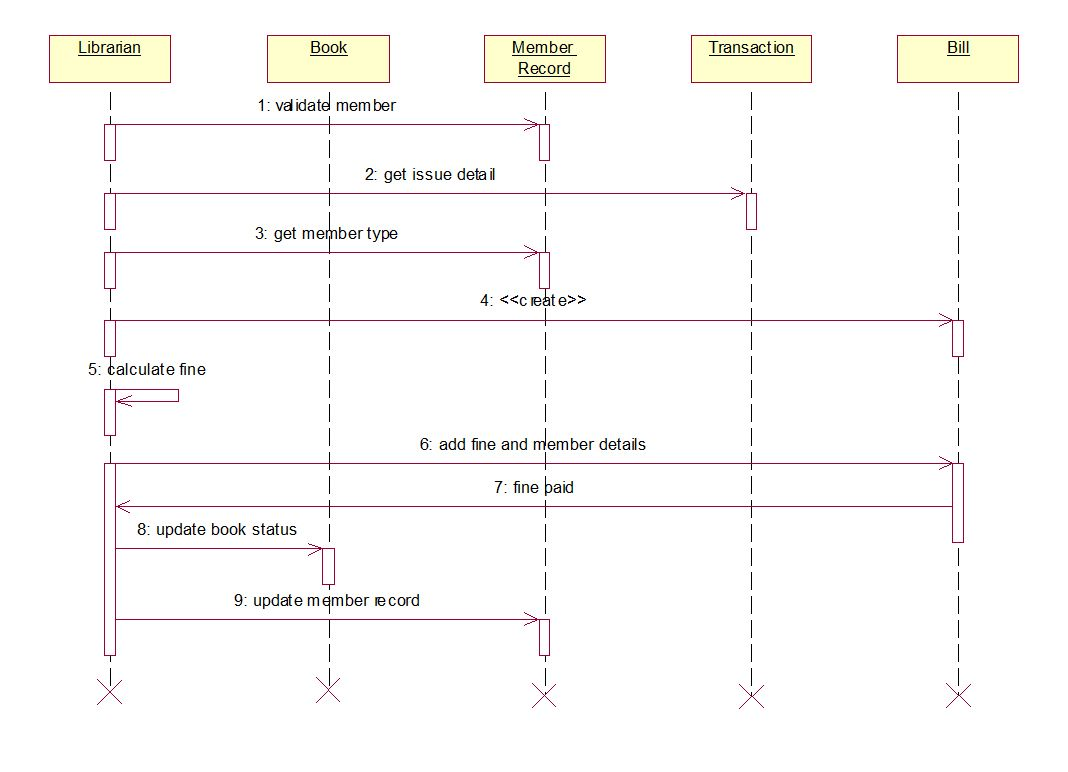 Librarian
Book
Member
Record
Transaction
Bill
1: validate member
2: get issue detail
3: get member type
4: <<create>>
5: calculate fine
6: add fine and member details
7: fine paid
8: update book status
9: update member record